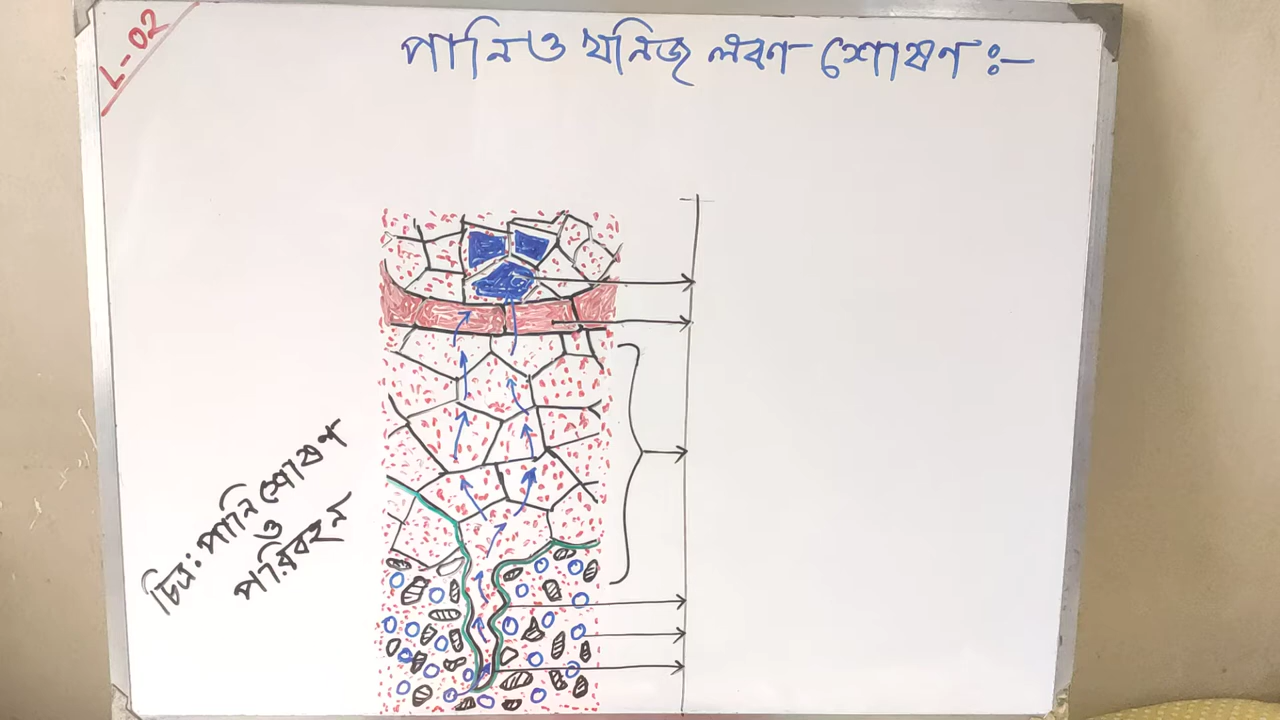 L-02
পানি ও খনিজ লবণ শোষণ :-
চিত্র: পানি শোষণ
ও
পরিবহন